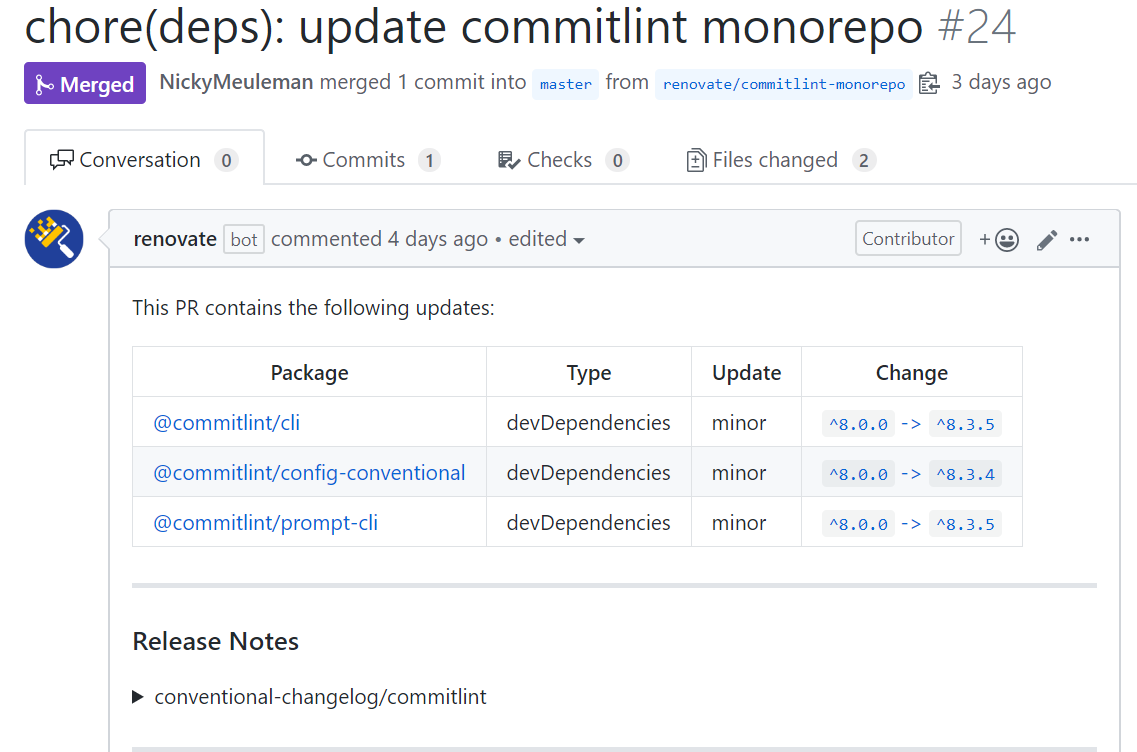 chore(deps): update commitlint monorepo #24
Merged NickyMeuleman merged 1 commit into master from renovate/commitlint-monorepo 3 days ago
Conversation 0 Commits 1 Checks 0 Files changed 2
renovate bot commented 4 days ago • edited Contributor
This PR contains the following updates:
Package Type Update Change
@commitlint/cli devDependencies minor ^8.0.0 -> ^8.3.5
@commitlint/config-conventional devDependencies minor ^8.0.0 -> ^8.3.4
@commitlint/prompt-cli devDependencies minor ^8.0.0 -> ^8.3.5
Release Notes
conventional-changelog/commitlint